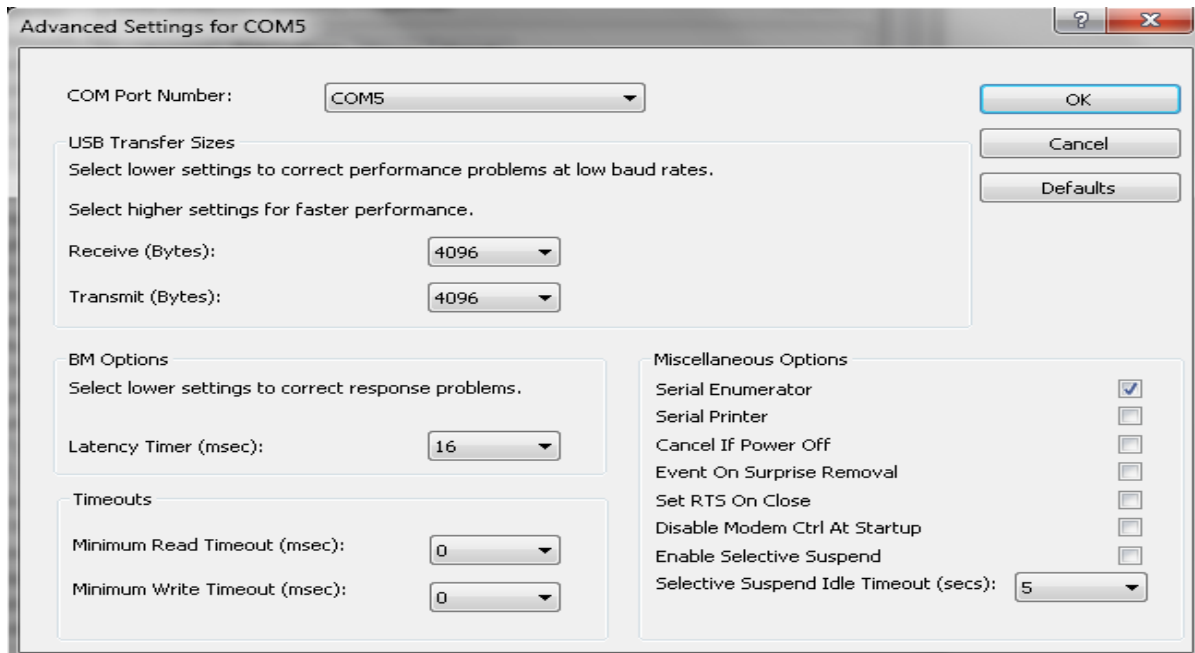 Advanced Settings for COM5
?
COM Port Number:
COM5
OK
Cancel
Defaults
USB Transfer Sizes
Select lower settings to correct performance problems at low baud rates.
Select higher settings for faster performance.
Receive (Bytes):
4096
Transmit (Bytes):
4096
BM Options
Select lower settings to correct response problems.
Latency Timer (msec):
16
Timeouts
Minimum Read Timeout (msec):
0
Minimum Write Timeout (msec):
0
Miscellaneous Options
Serial Enumerator
Serial Printer
Cancel If Power Off
Event On Surprise Removal
Set RTS On Close
Disable Modem Ctrl At Startup
Enable Selective Suspend
Selective Suspend Idle Timeout (secs):
5